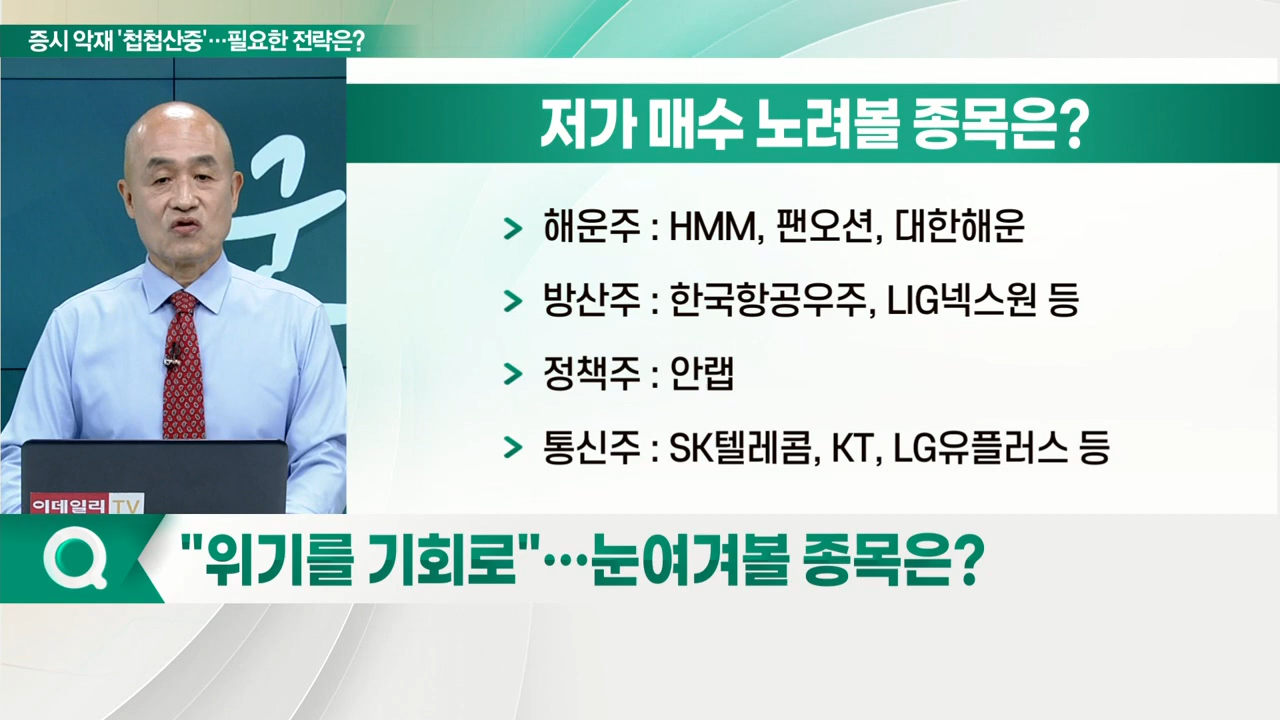 증시 악재 '첩첩산중'…필요한 전략은?
저가 매수 노려볼 종목은?
해운주 : HMM, 팬오션, 대한해운
방산주 : 한국항공우주, LIG넥스원 등
정책주 : 안랩
통신주 : SK텔레콤, KT, LG유플러스 등
이데일리 TV
"위기를 기회로"…눈여겨볼 종목은?